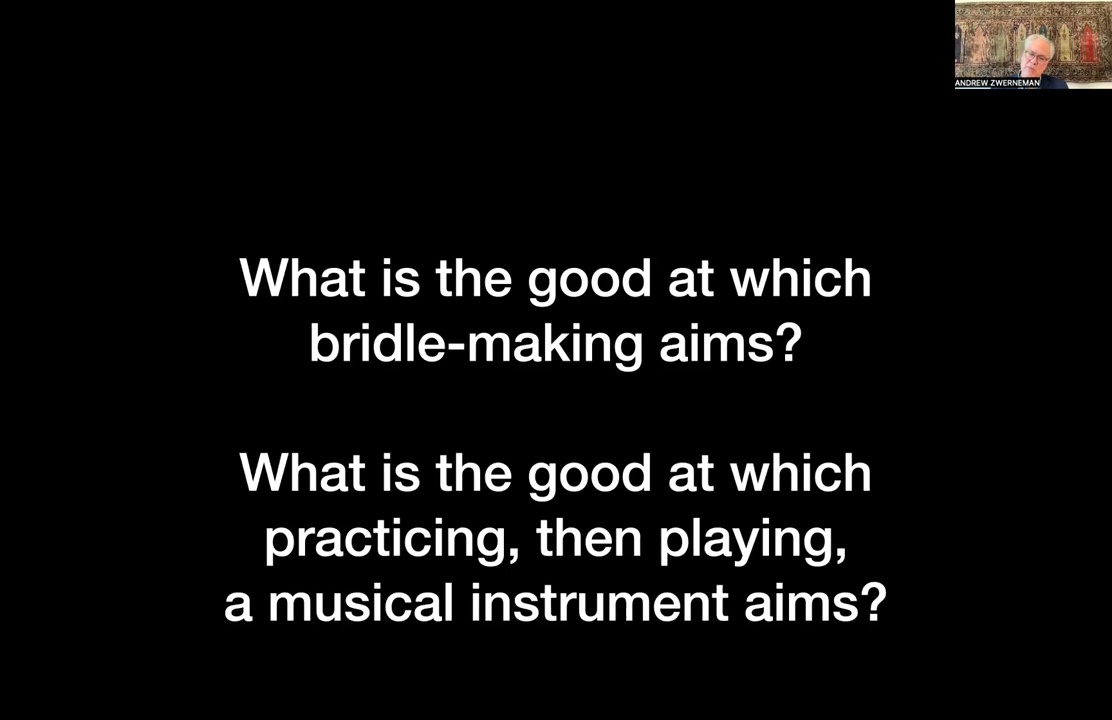 ANDREW ZWERNEMAN
What is the good at which
bridle-making aims?
What is the good at which
practicing, then playing,
a musical instrument aims?